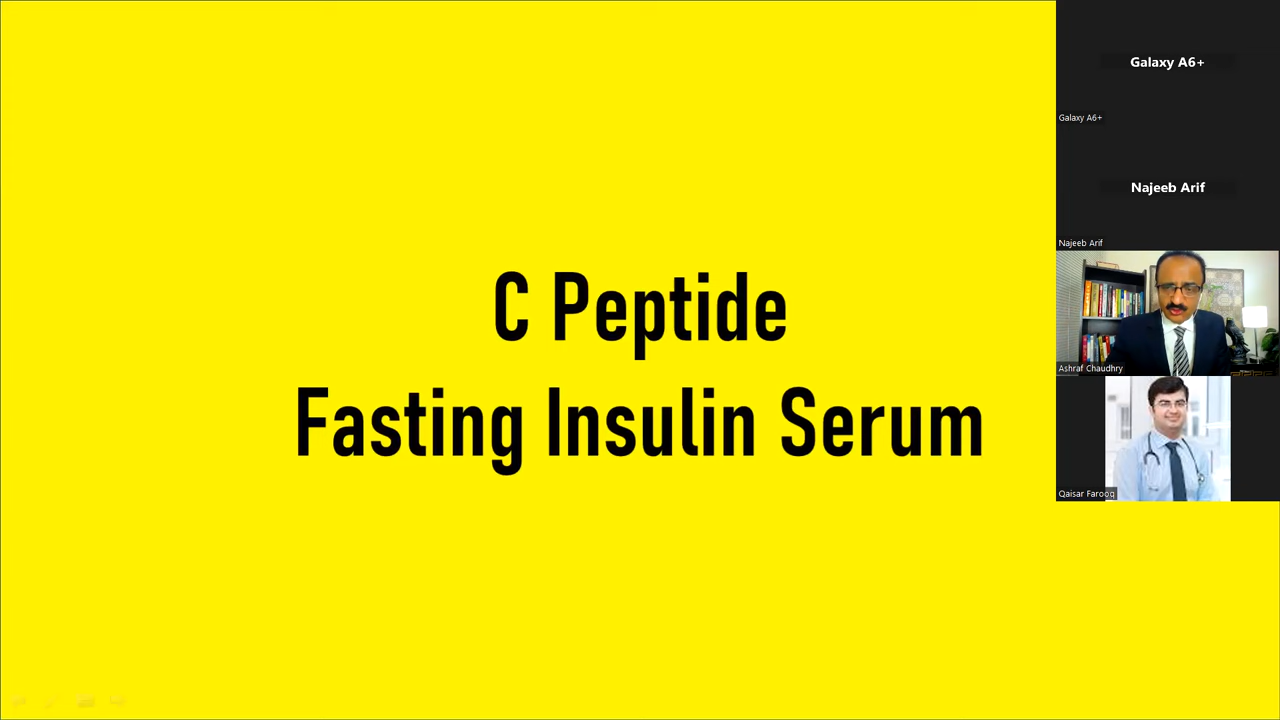 C Peptide
Fasting Insulin Serum
Galaxy A6+
Galaxy A6+
Najeeb Arif
Najeeb Arif
Ashraf Chaudhry
Qaisar Farooq